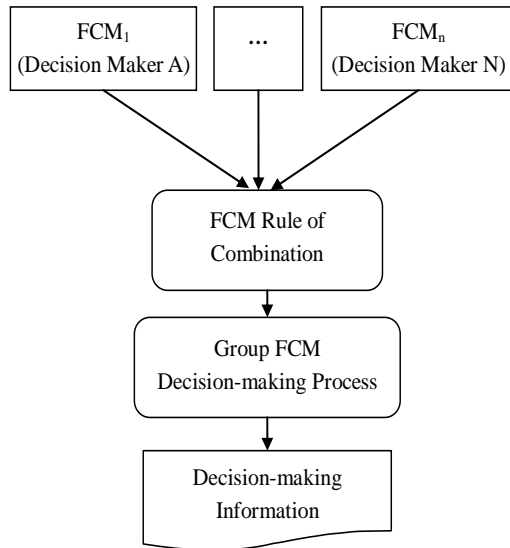 FCM₁
(Decision Maker A)
...
FCMₙ
(Decision Maker N)
FCM Rule of
Combination
Group FCM
Decision-making Process
Decision-making
Information